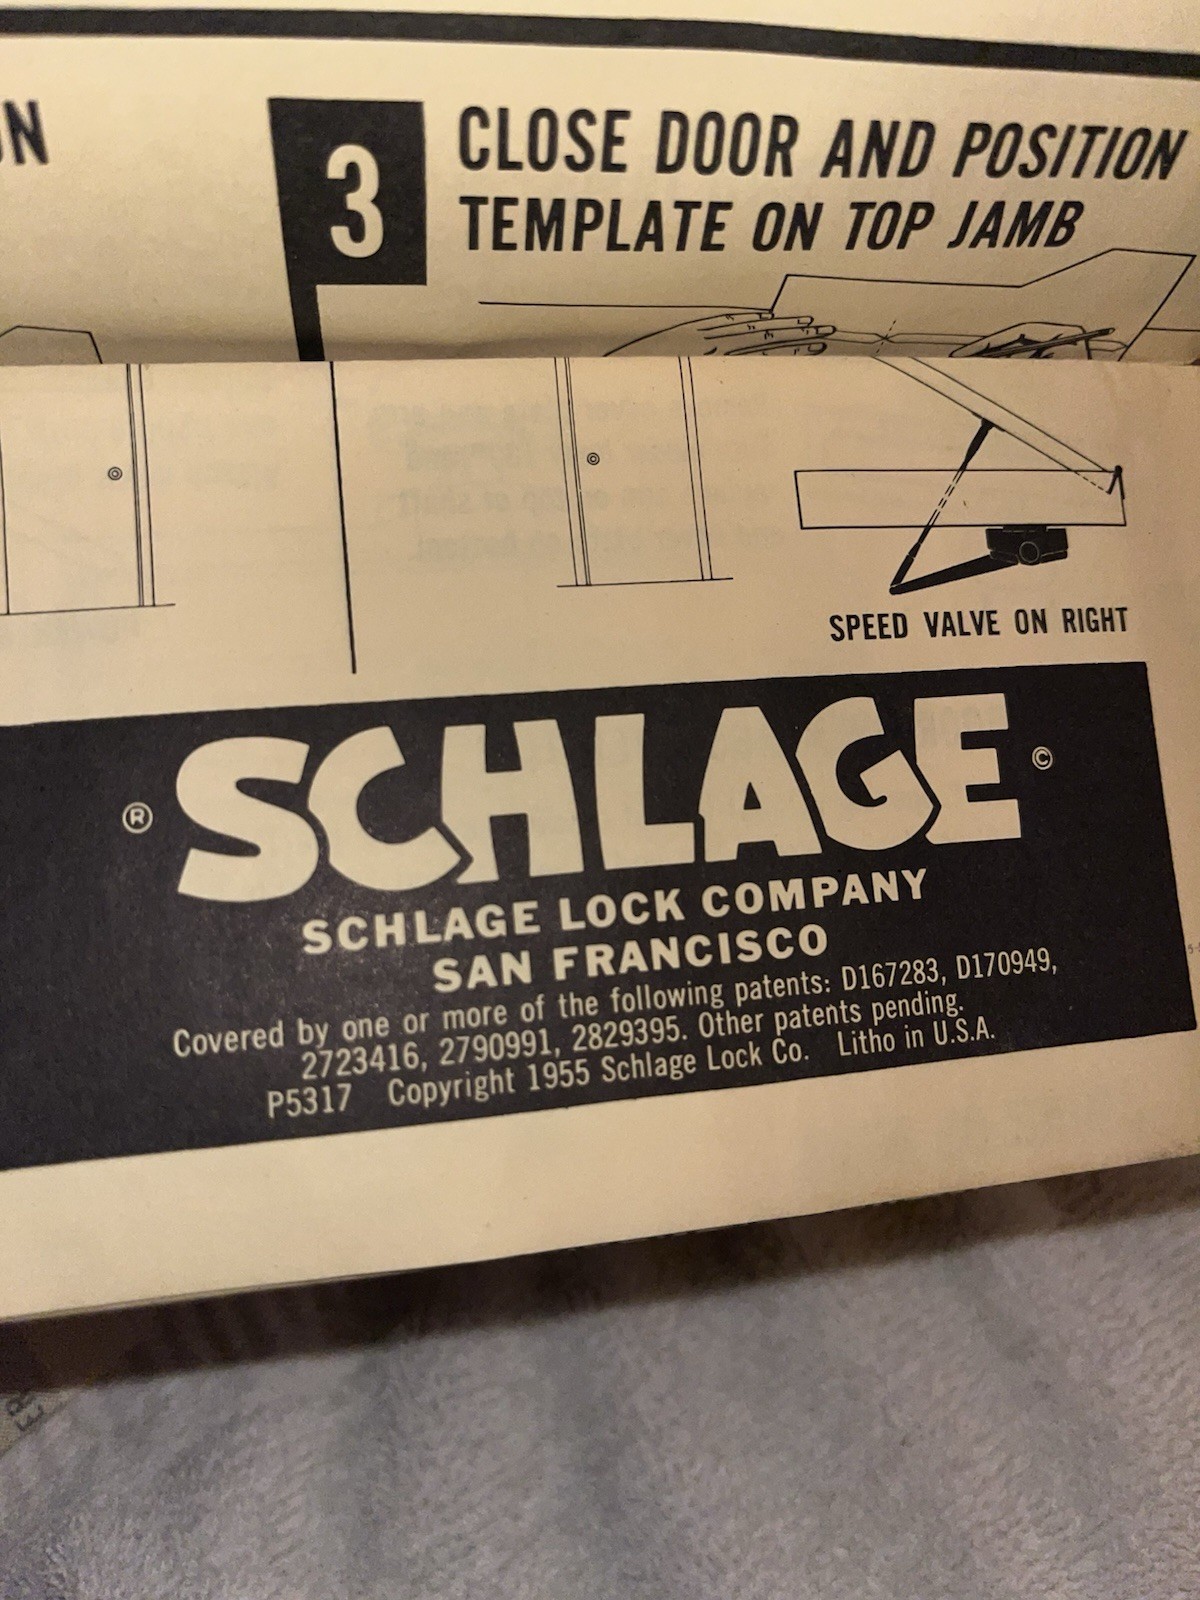 3
CLOSE DOOR AND POSITION
TEMPLATE ON TOP JAMB
SPEED VALVE ON RIGHT
® SCHLAGE ©
SCHLAGE LOCK COMPANY
SAN FRANCISCO
Covered by one or more of the following patents: D167283, D170949,
2723416, 2790991, 2829395. Other patents pending.
P5317 Copyright 1955 Schlage Lock Co. Litho in U.S.A.